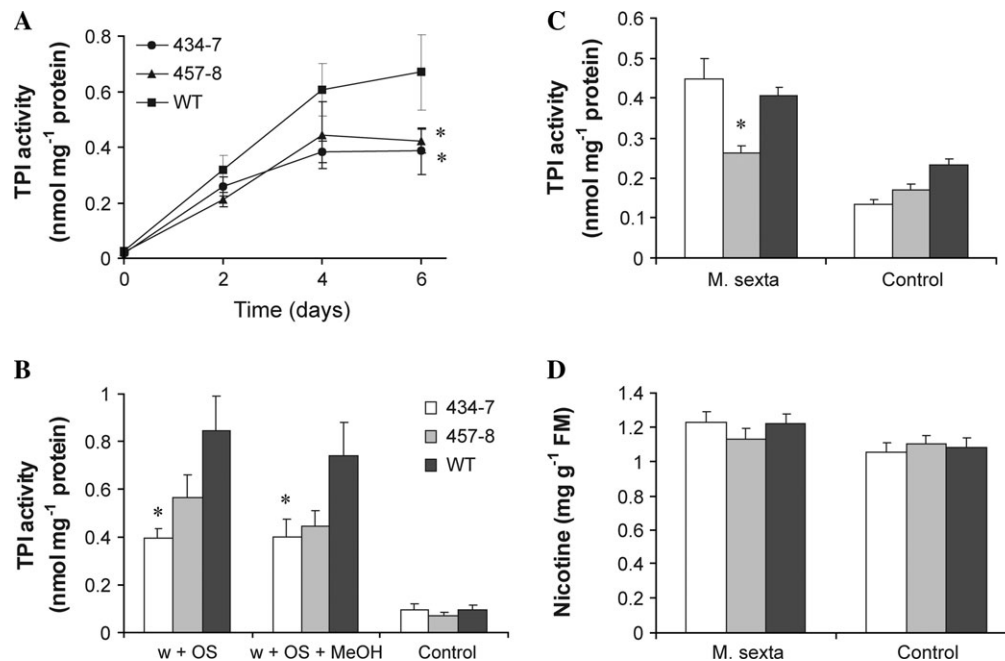 A
434-7
457-8
WT
TPI activity
(nmol mg⁻¹ protein)
0.8
0.6
0.4
0.2
0
*
*
0 2 4 6
Time (days)
B
434-7
457-8
WT
TPI activity
(nmol mg⁻¹ protein)
1
0.8
0.6
0.4
0.2
0
*
*
w + OS w + OS + MeOH Control
C
TPI activity
(nmol mg⁻¹ protein)
0.6
0.5
0.4
0.3
0.2
0.1
0
*
M. sexta Control
D
Nicotine (mg g⁻¹ FM)
1.4
1.2
1
0.8
0.6
0.4
0.2
0
M. sexta Control